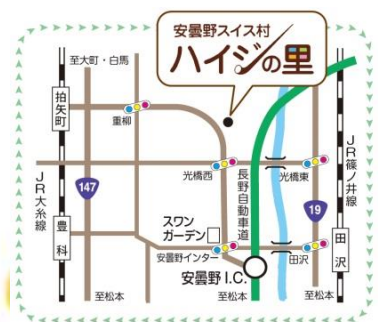 安曇野スイス村
ハイジの里
至大町・白馬
拍矢町
重柳
JR篠ノ井線
光橋西
長野自動車道
光橋東
JR大糸線
147
19
豊科
スワン
ガーデン
田沢
安曇野インター
田沢
安曇野I.C.
至松本
至松本
至松本